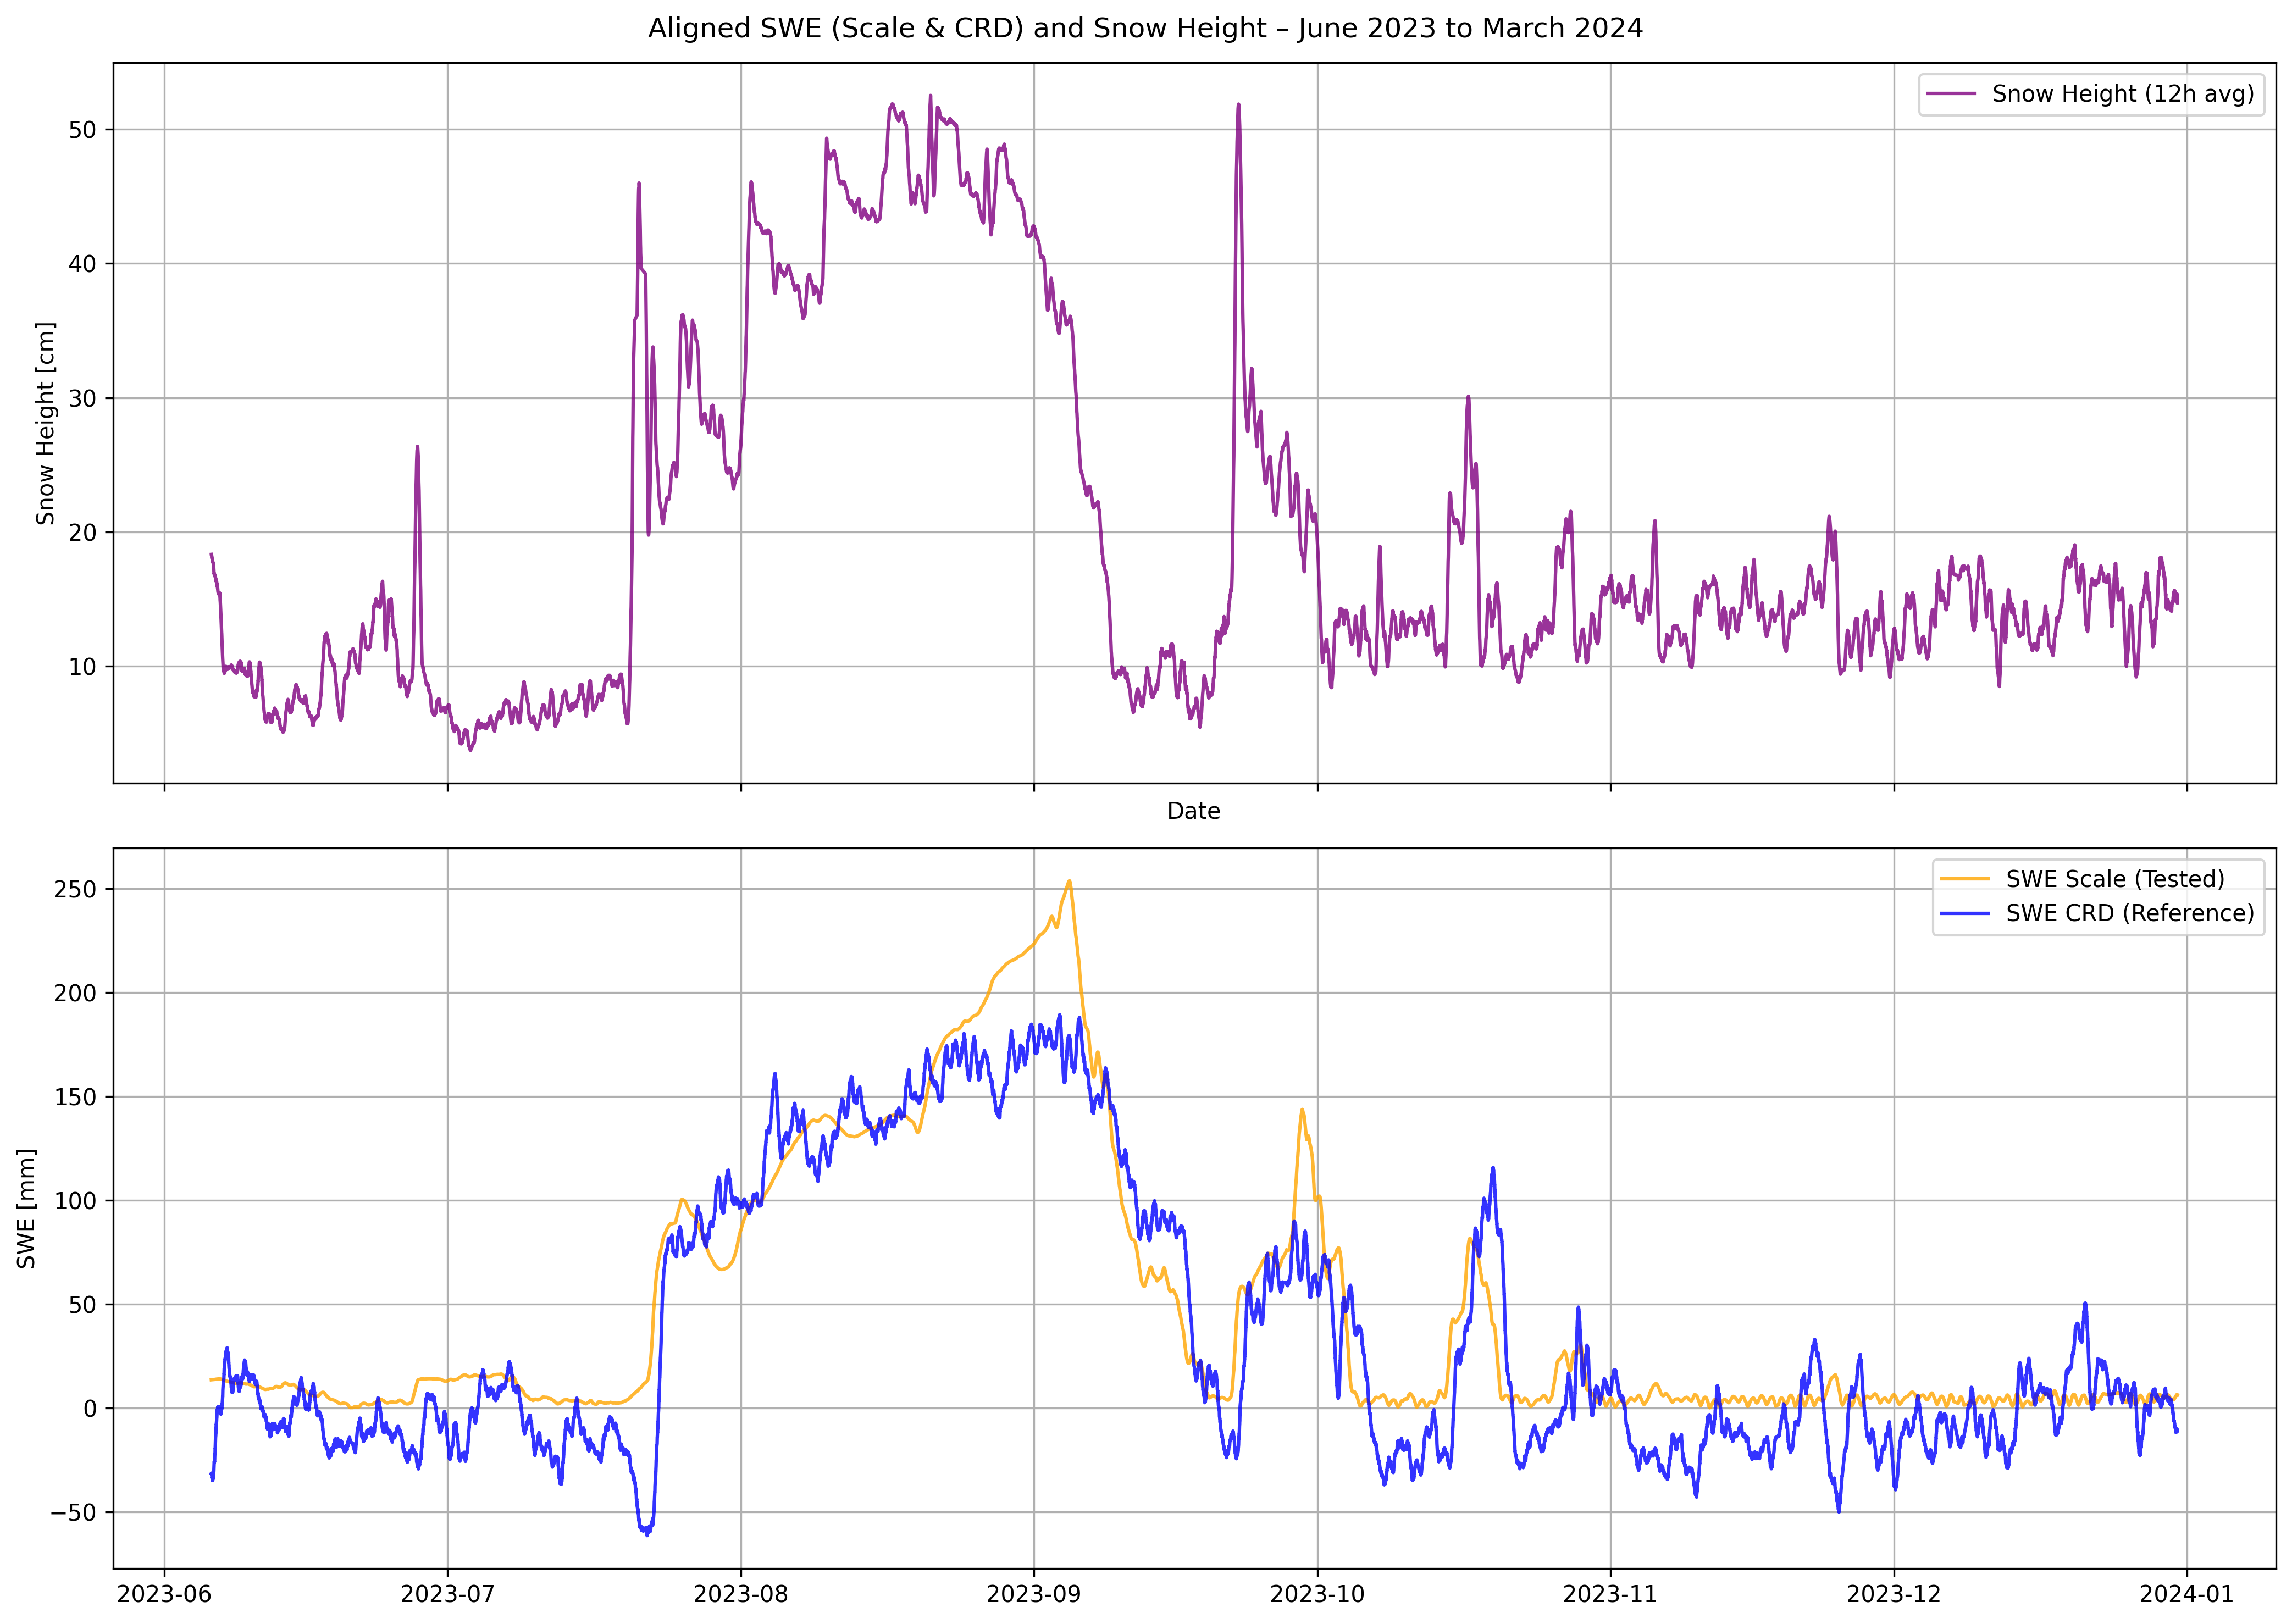 Aligned SWE (Scale & CRD) and Snow Height – June 2023 to March 2024
Snow Height (12h avg)
50
40
30
20
10
Snow Height [cm]
Date
SWE Scale (Tested)
SWE CRD (Reference)
250
200
150
100
50
0
−50
SWE [mm]
2023-06 2023-07 2023-08 2023-09 2023-10 2023-11 2023-12 2024-01